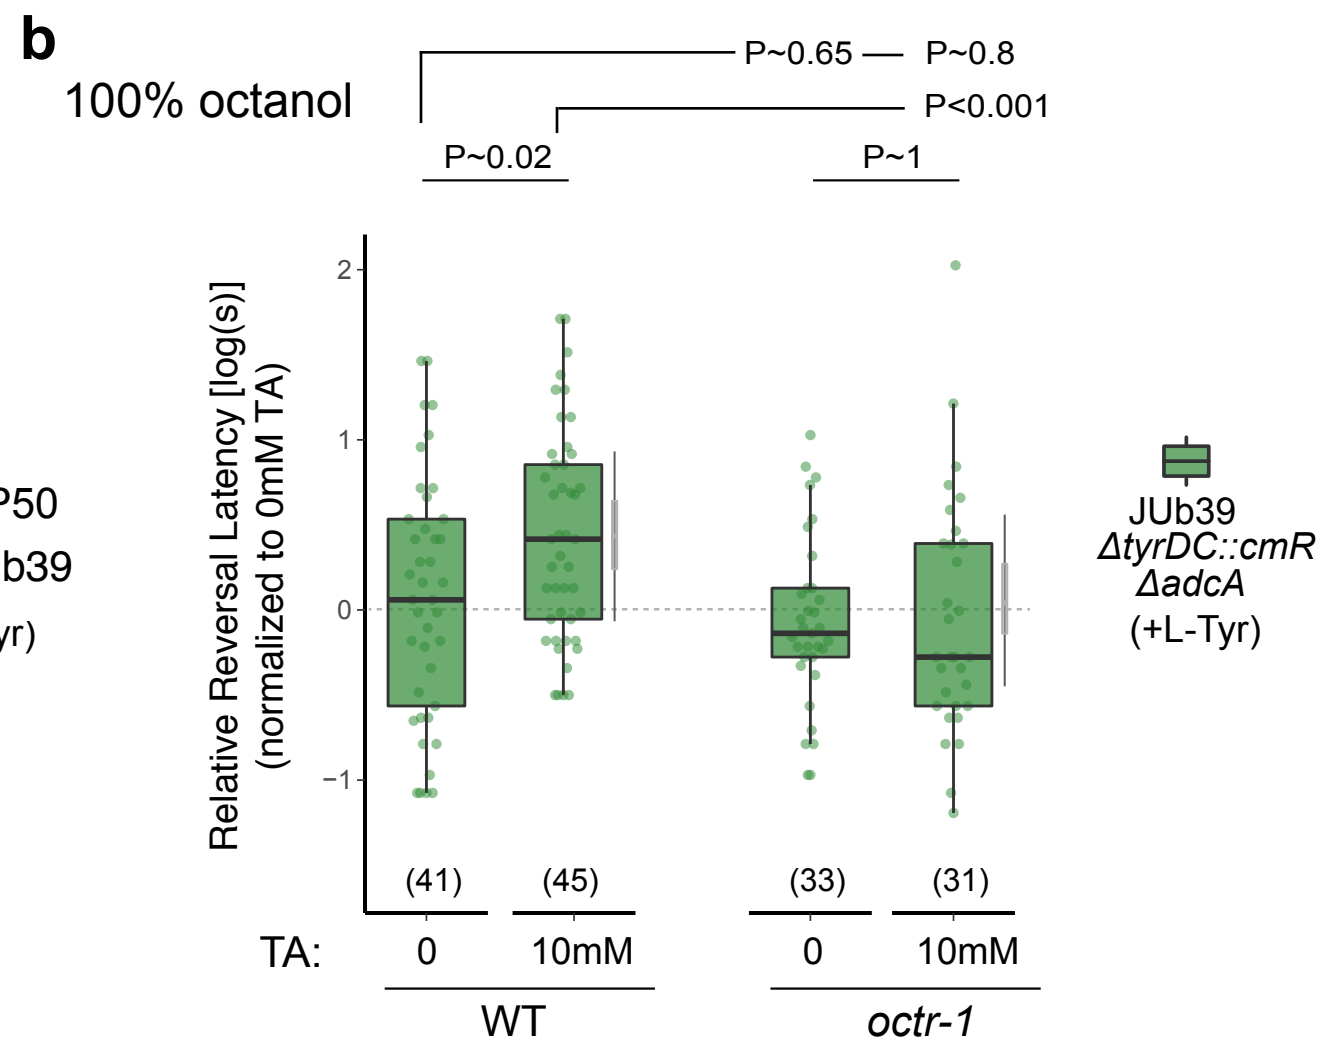 b
P~0.65 P~0.8
100% octanol
P<0.001
P~0.02 P~1
Relative Reversal Latency [log(s)]
(normalized to 0mM TA)
2
1
0
−1
P50
b39
yr)
JUb39
ΔtyrDC::cmR
ΔadcA
(+L-Tyr)
(41) (45) (33) (31)
TA: 0 10mM 0 10mM
WT octr-1